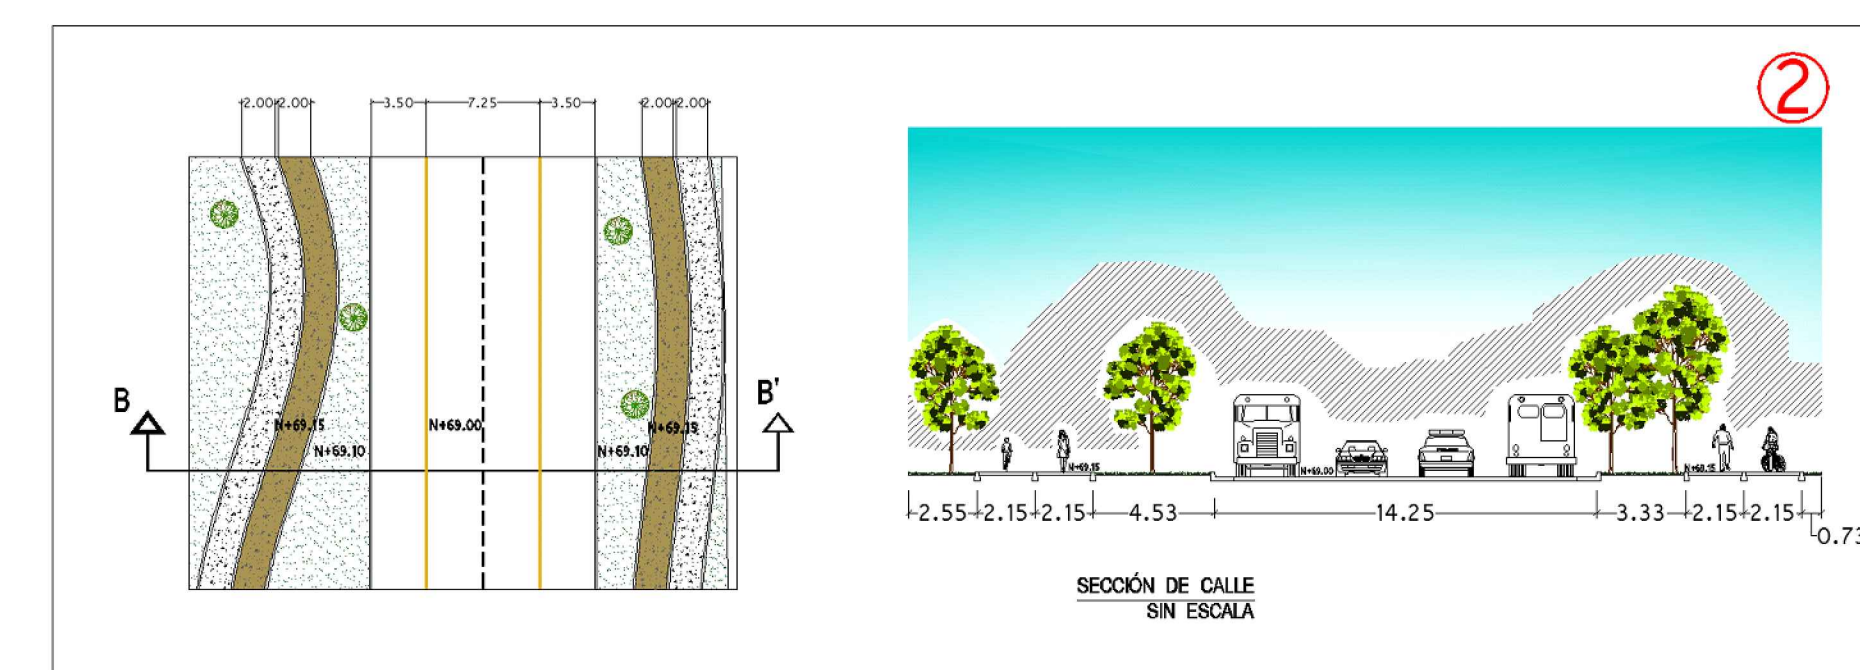 2
2.00 2.00 3.50 7.25 3.50 2.00 2.00
B B'
N+69.15 N+69.00 N+69.15
N+69.10 N+69.10
N+69.15 N+69.00 N+69.15
2.55 2.15 2.15 4.53 14.25 3.33 2.15 2.15
0.73
SECCIÓN DE CALLE
SIN ESCALA